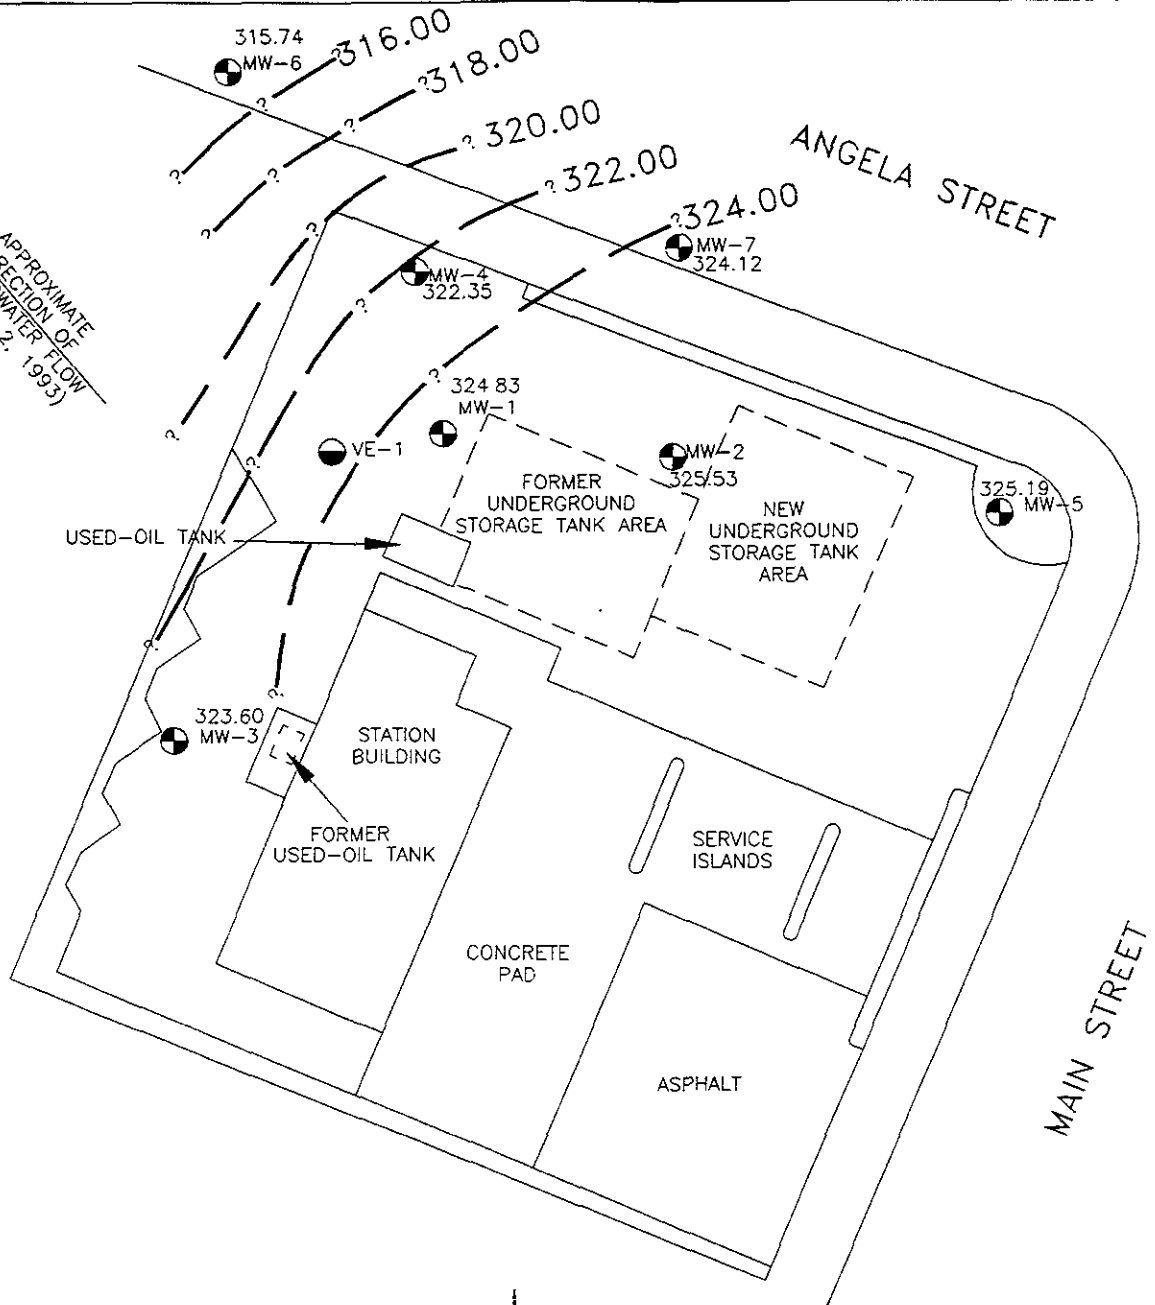 315.74
MW-6
316.00
318.00
320.00
322.00
324.00
ANGELA STREET
MW-7
324.12
MW-4
322.35
APPROXIMATE
OF
FLOW
2, 1993)
324 83
MW-1
VE-1
MW-2
325.53
325.19
MW-5
FORMER
UNDERGROUND
STORAGE TANK AREA
NEW
UNDERGROUND
STORAGE TANK
AREA
USED-OIL TANK
323.60
MW-3
STATION
BUILDING
FORMER
USED-OIL TANK
SERVICE
ISLANDS
CONCRETE
PAD
ASPHALT
MAIN STREET